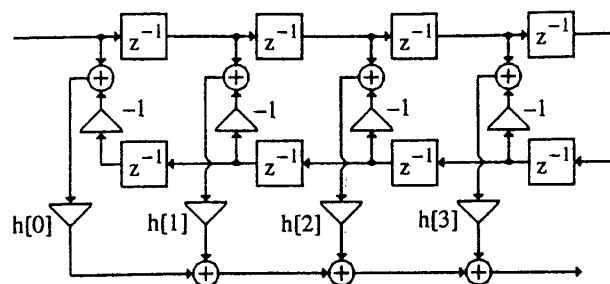 z⁻¹ z⁻¹ z⁻¹ z⁻¹
-1 -1 -1 -1
z⁻¹ z⁻¹ z⁻¹ z⁻¹
h[0] h[1] h[2] h[3]